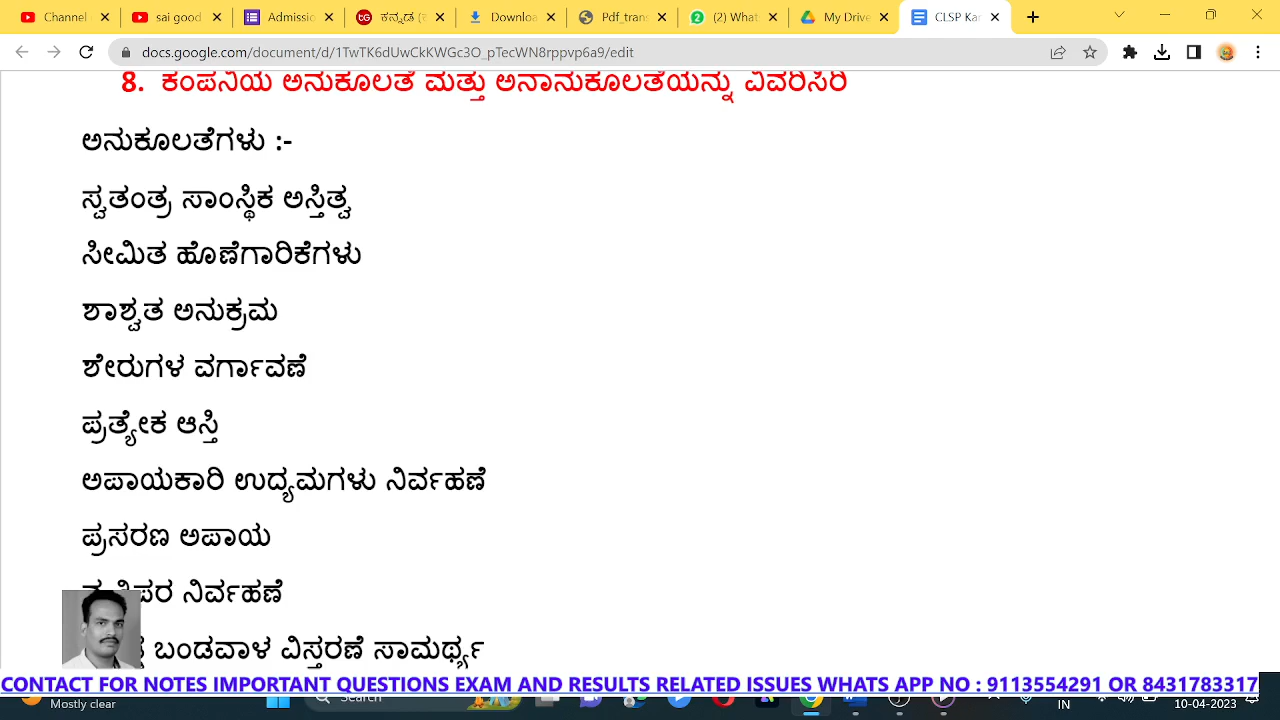 Channel
sai good
Admissio
ಕನ್ನಡ (
Downloa
Pdf_trans
(2) What
My Drive
CLSP Ka
docs.google.com/document/d/1TwTK6dUwCkKWGc3O_pTecWN8rppvp6a9/edit
8. ಕಂಪನಿಯ ಅನುಕೂಲತೆ ಮತ್ತು ಅನಾನುಕೂಲತೆಯನ್ನು ವಿವರಿಸಿರಿ
ಅನುಕೂಲತೆಗಳು :-
ಸ್ವತಂತ್ರ ಸಾಂಸ್ಥಿಕ ಅಸ್ತಿತ್ವ
ಸೀಮಿತ ಹೊಣೆಗಾರಿಕೆಗಳು
ಶಾಶ್ವತ ಅನುಕ್ರಮ
ಶೇರುಗಳ ವರ್ಗಾವಣೆ
ಪ್ರತ್ಯೇಕ ಆಸ್ತಿ
ಅಪಾಯಕಾರಿ ಉದ್ಯಮಗಳು ನಿರ್ವಹಣೆ
ಪ್ರಸರಣ ಅಪಾಯ
ನಿರ್ವಹಣೆ
ಬಂಡವಾಳ ವಿಸ್ತರಣೆ ಸಾಮರ್ಥ್ಯ
CONTACT FOR NOTES IMPORTANT QUESTIONS EXAM AND RESULTS RELATED ISSUES WHATS APP NO : 9113554291 OR 8431783317
Mostly clear
Search
IN
10-04-2023